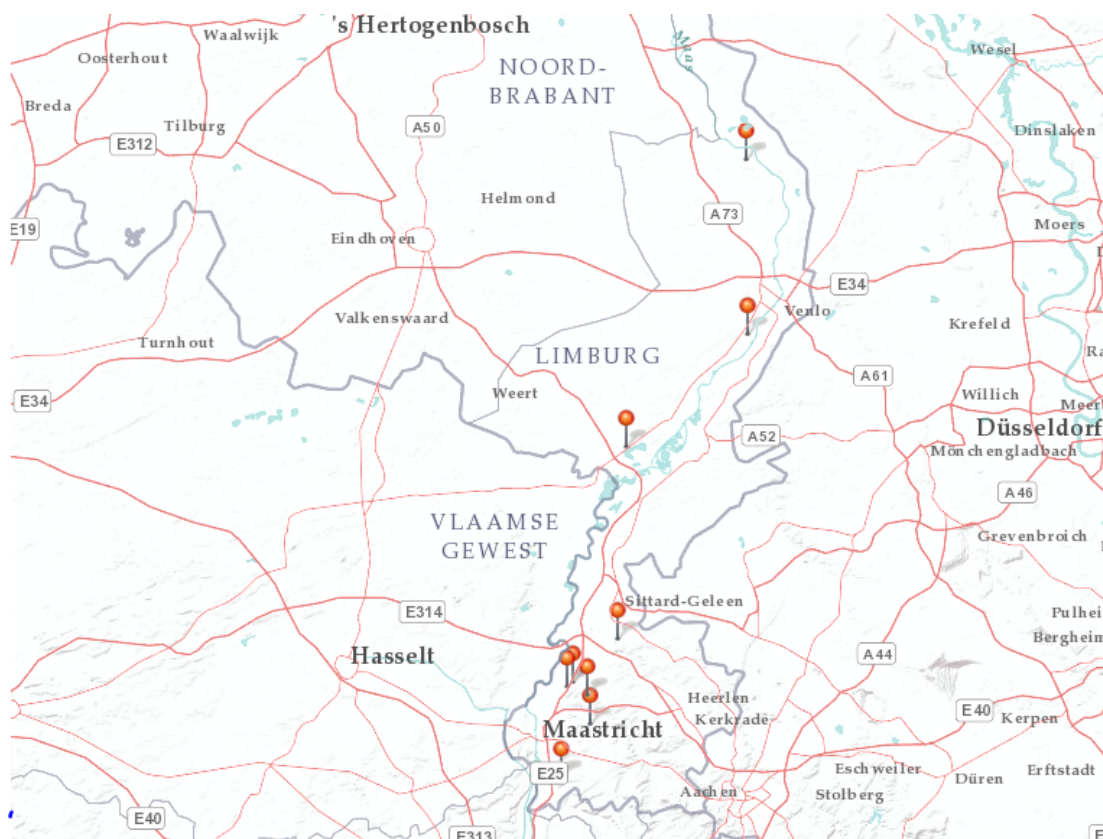 's Hertogenbosch
Waalwijk
Oosterhout
Wesel
Maas
NOORD-
BRABANT
Breda
Tilburg
A50
E312
Dinslaken
Helmond
A73
E19
Eindhoven
Moers
E34
Venlo
Valkenswaard
Krefeld
Turnhout
LIMBURG
A61
Weert
Willich
E34
Düsseldorf
A52
Mönchengladbach
A46
VLAAMSE
GEWEST
Grevenbroich
Sittard-Geleen
E314
Hasselt
A44
Heerlen-
Kerkrade
E40
Kerpen
Maastricht
E25
Eschweiler
Düren
Erftstadt
Aachen
Stolberg
E40
E313